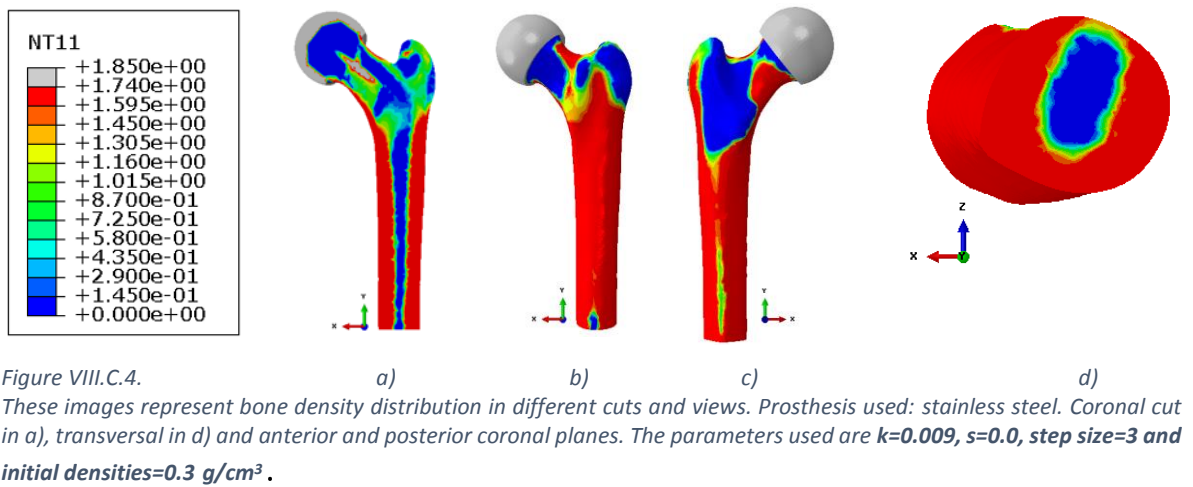 NT11
+1.850e+00
+1.740e+00
+1.595e+00
+1.450e+00
+1.305e+00
+1.160e+00
+1.015e+00
+8.700e-01
+7.250e-01
+5.800e-01
+4.350e-01
+2.900e-01
+1.450e-01
+0.000e+00
Y
X
Y
X
Y
X
Z
X
Y
Figure VIII.C.4. a) b) c) d)
These images represent bone density distribution in different cuts and views. Prosthesis used: stainless steel. Coronal cut
in a), transversal in d) and anterior and posterior coronal planes. The parameters used are k=0.009, s=0.0, step size=3 and
initial densities=0.3 g/cm³ .